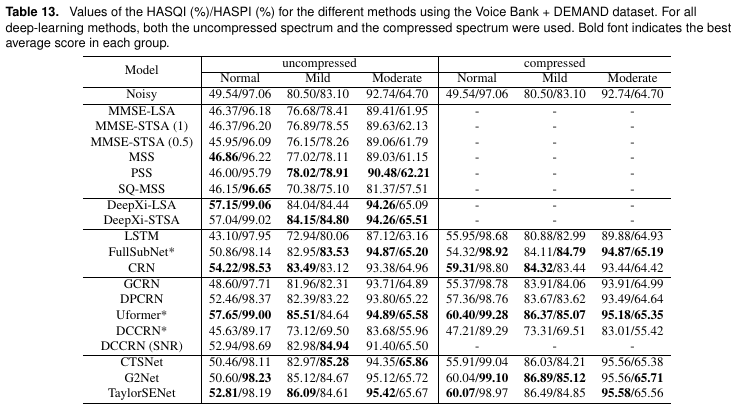 Table 13. Values of the HASQI (%)/HASPI (%) for the different methods using the Voice Bank + DEMAND dataset. For all
deep-learning methods, both the uncompressed spectrum and the compressed spectrum were used. Bold font indicates the best
average score in each group.
Model uncompressed compressed
Normal Mild Moderate Normal Mild Moderate
Noisy 49.54/97.06 80.50/83.10 92.74/64.70 49.54/97.06 80.50/83.10 92.74/64.70
MMSE-LSA 46.37/96.18 76.68/78.41 89.41/61.95 - - -
MMSE-STSA (1) 46.37/96.20 76.89/78.55 89.63/62.13 - - -
MMSE-STSA (0.5) 45.95/96.09 76.15/78.26 89.06/61.79 - - -
MSS 46.86/96.22 77.02/78.11 89.03/61.15 - - -
PSS 46.00/95.79 78.02/78.91 90.48/62.21 - - -
SQ-MSS 46.15/96.65 70.38/75.10 81.37/57.51 - - -
DeepXi-LSA 57.15/99.06 84.04/84.44 94.26/65.09 - - -
DeepXi-STSA 57.04/99.02 84.15/84.80 94.26/65.51 - - -
LSTM 43.10/97.95 72.94/80.06 87.12/63.16 55.95/98.68 80.88/82.99 89.88/64.93
FullSubNet* 50.86/98.14 82.95/83.53 94.87/65.20 54.32/98.92 84.11/84.79 94.87/65.19
CRN 54.22/98.53 83.49/83.12 93.38/64.96 59.31/98.80 84.32/83.44 93.44/64.42
GCRN 48.60/97.71 81.96/82.31 93.71/64.89 55.37/98.78 83.91/84.06 93.91/64.99
DPCRN 52.46/98.37 82.39/83.22 93.80/65.22 57.36/98.76 83.67/83.62 93.49/64.64
Uformer* 57.65/99.00 85.51/84.64 94.89/65.58 60.40/99.28 86.37/85.07 95.18/65.35
DCCRN* 45.63/89.17 73.12/69.50 83.68/55.96 47.21/89.29 73.31/69.51 83.01/55.42
DCCRN (SNR) 52.94/98.69 82.98/84.94 91.40/65.50 - - -
CTSNet 50.46/98.11 82.97/85.28 94.35/65.86 55.91/99.04 86.03/84.21 95.56/65.38
G2Net 50.60/98.23 85.12/84.67 95.12/65.72 60.04/99.10 86.89/85.12 95.56/65.71
TaylorSENet 52.81/98.19 86.09/84.61 95.42/65.67 60.07/98.97 86.49/84.85 95.58/65.56